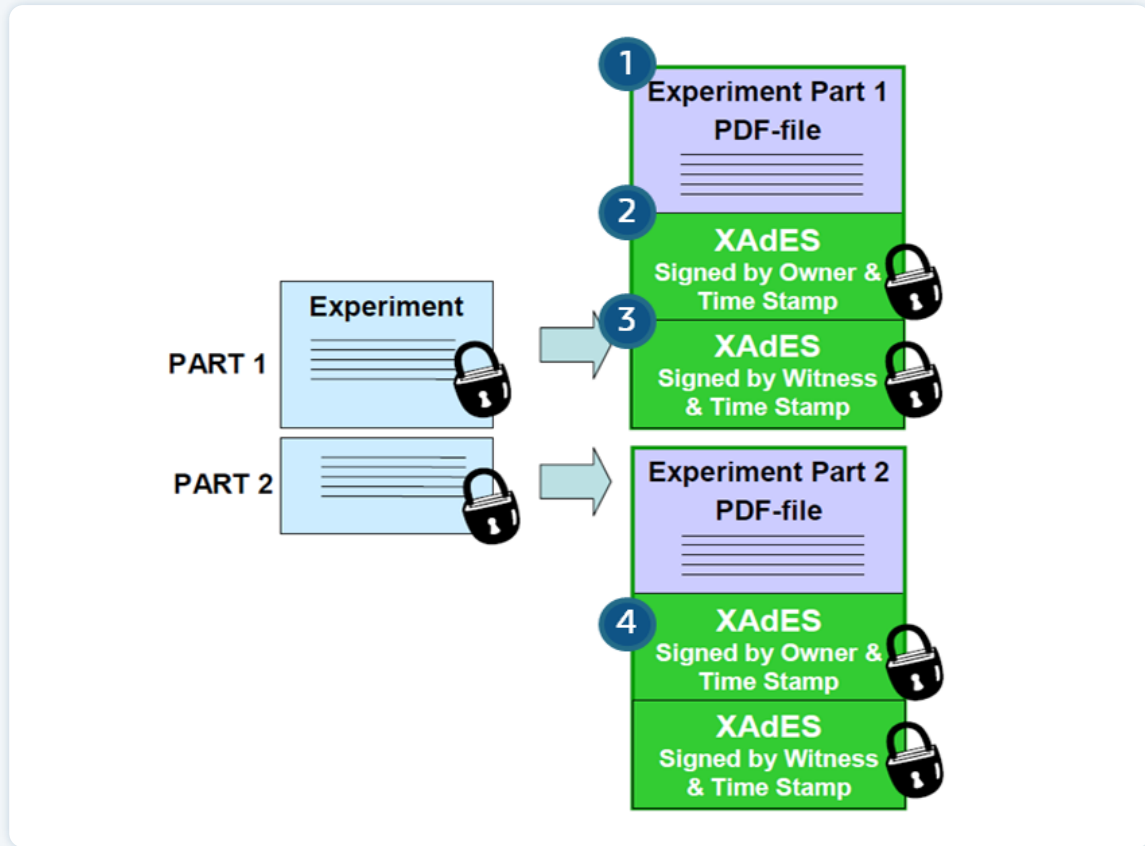 1
Experiment Part 1
PDF-file
2
XAdES
Signed by Owner &
Time Stamp
3
XAdES
Signed by Witness
& Time Stamp
Experiment
PART 1
PART 2
Experiment Part 2
PDF-file
4
XAdES
Signed by Owner &
Time Stamp
XAdES
Signed by Witness
& Time Stamp